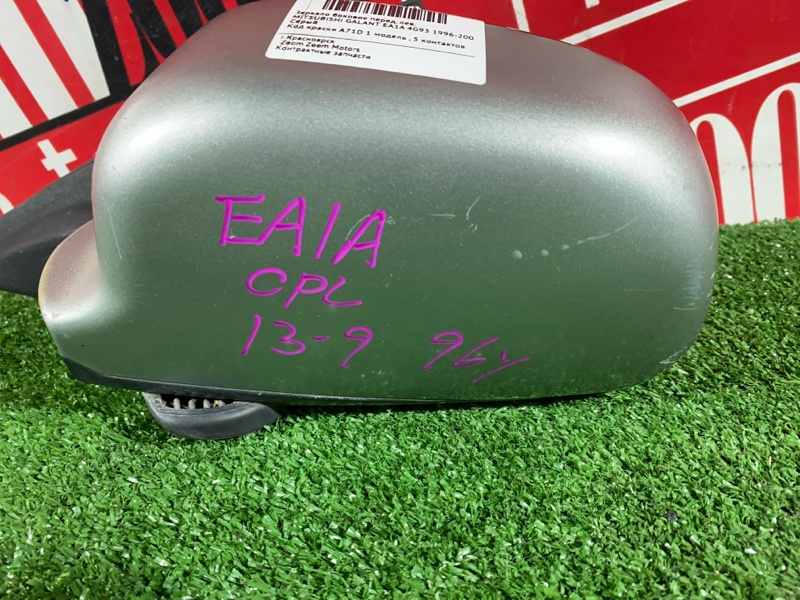 Зеркало боковое перед. лев.
MITSUBISHI GALANT EA1A 4G93 1996-200
Серый
Код краски A71D 1 модель , 5 контактов
г.Красноярск
Zoom Zoom Motors
Контрактные запчасти
EA1A
CPL
13-9 96y